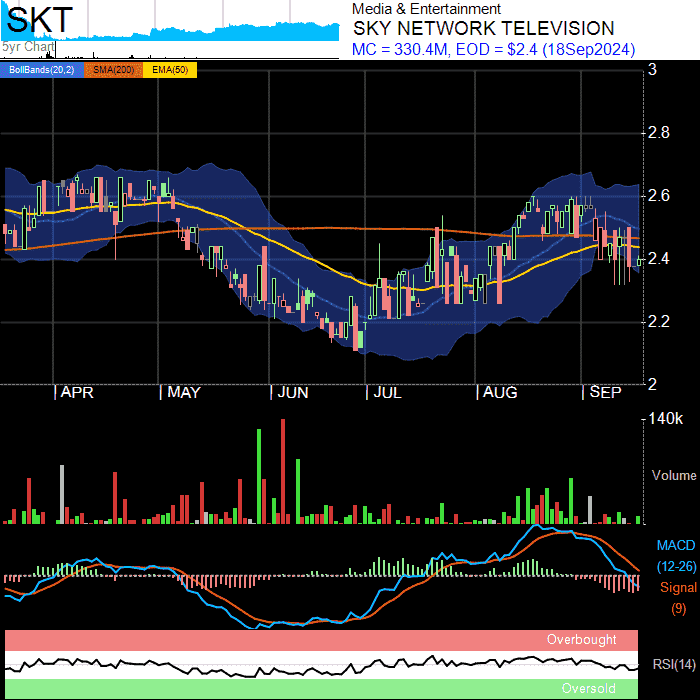 SKT
5yr Chart
Media & Entertainment
SKY NETWORK TELEVISION
MC = 330.4M, EOD = $2.4 (18Sep2024)
BollBands(20,2) SMA(200) EMA(50)
3
2.8
2.6
2.4
2.2
2
APR MAY JUN JUL AUG SEP
140k
Volume
MACD
(12-26)
Signal
(9)
Overbought
RSI(14)
Oversold